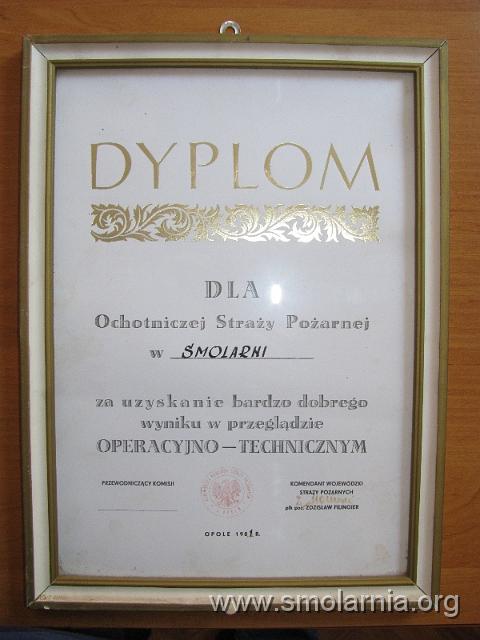 DYPLOM
DLA
Ochotniczej Straży Pożarnej
w SMOLARNI
za uzyskanie bardzo dobrego
wyniku w przeglądzie
OPERACYJNO—TECHNICZNYM
PRZEWODNICZĄCY KOMISJI
KOMENDANT WOJEWÓDZKI
STRAŻY POŻARNYCH
płk poż. ZDZISŁAW FILINGIER
OPOLE 198 R.
www.smolarnia.org